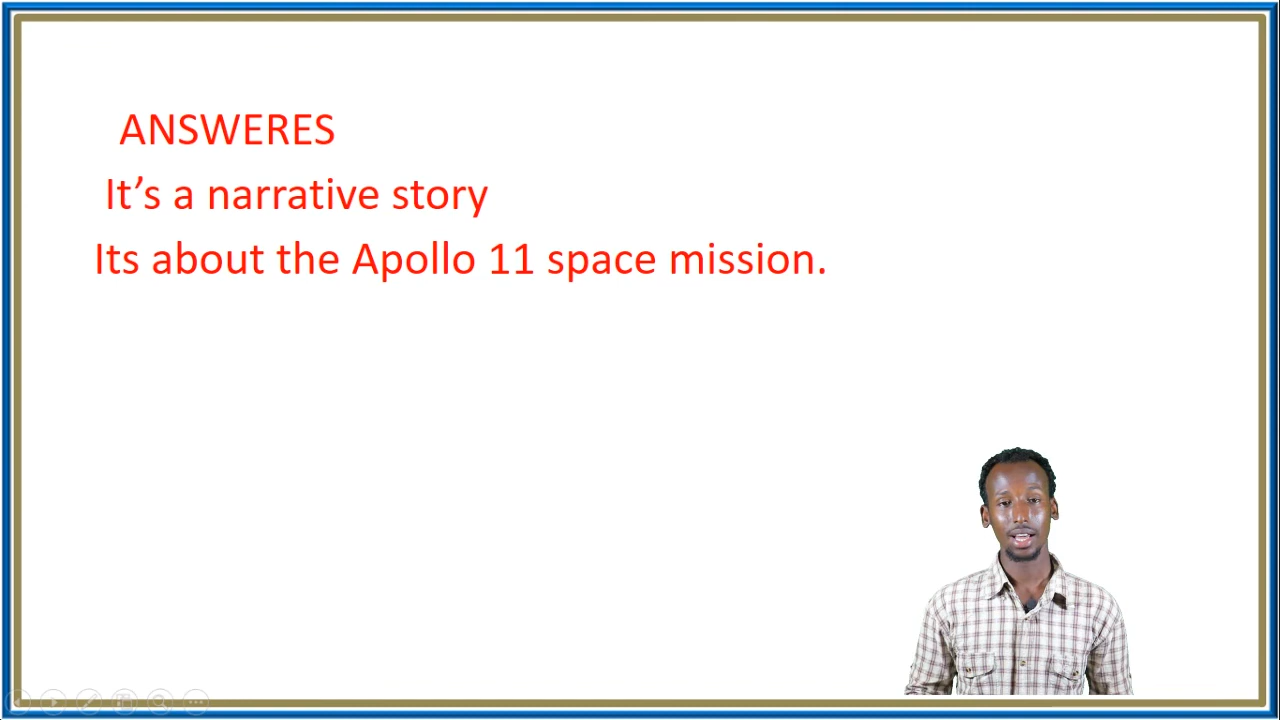 ANSWERES
It’s a narrative story
Its about the Apollo 11 space mission.